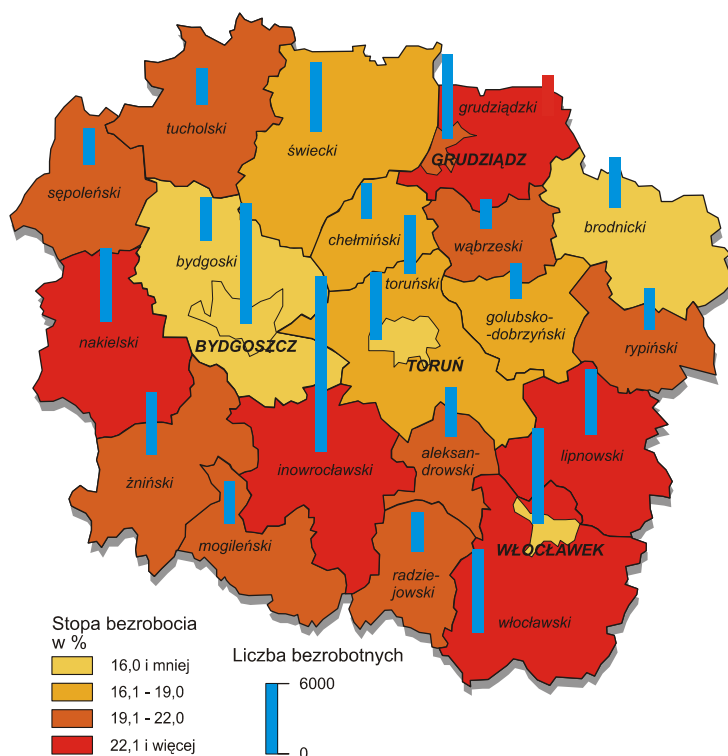 grudziądzki
tucholski
świecki
GRUDZIĄDZ
sępoleński
brodnicki
chełmiński
wąbrzeski
bydgoski
toruński
golubsko-
-dobrzyński
nakielski
BYDGOSZCZ
TORUŃ
rypiński
aleksan-
drowski
inowrocławski
lipnowski
żniński
mogileński
WŁOCŁAWEK
radzie-
jowski
włocławski
Stopa bezrobocia
w %
16,0 i mniej
16,1 - 19,0
19,1 - 22,0
22,1 i więcej
Liczba bezrobotnych
6000
0